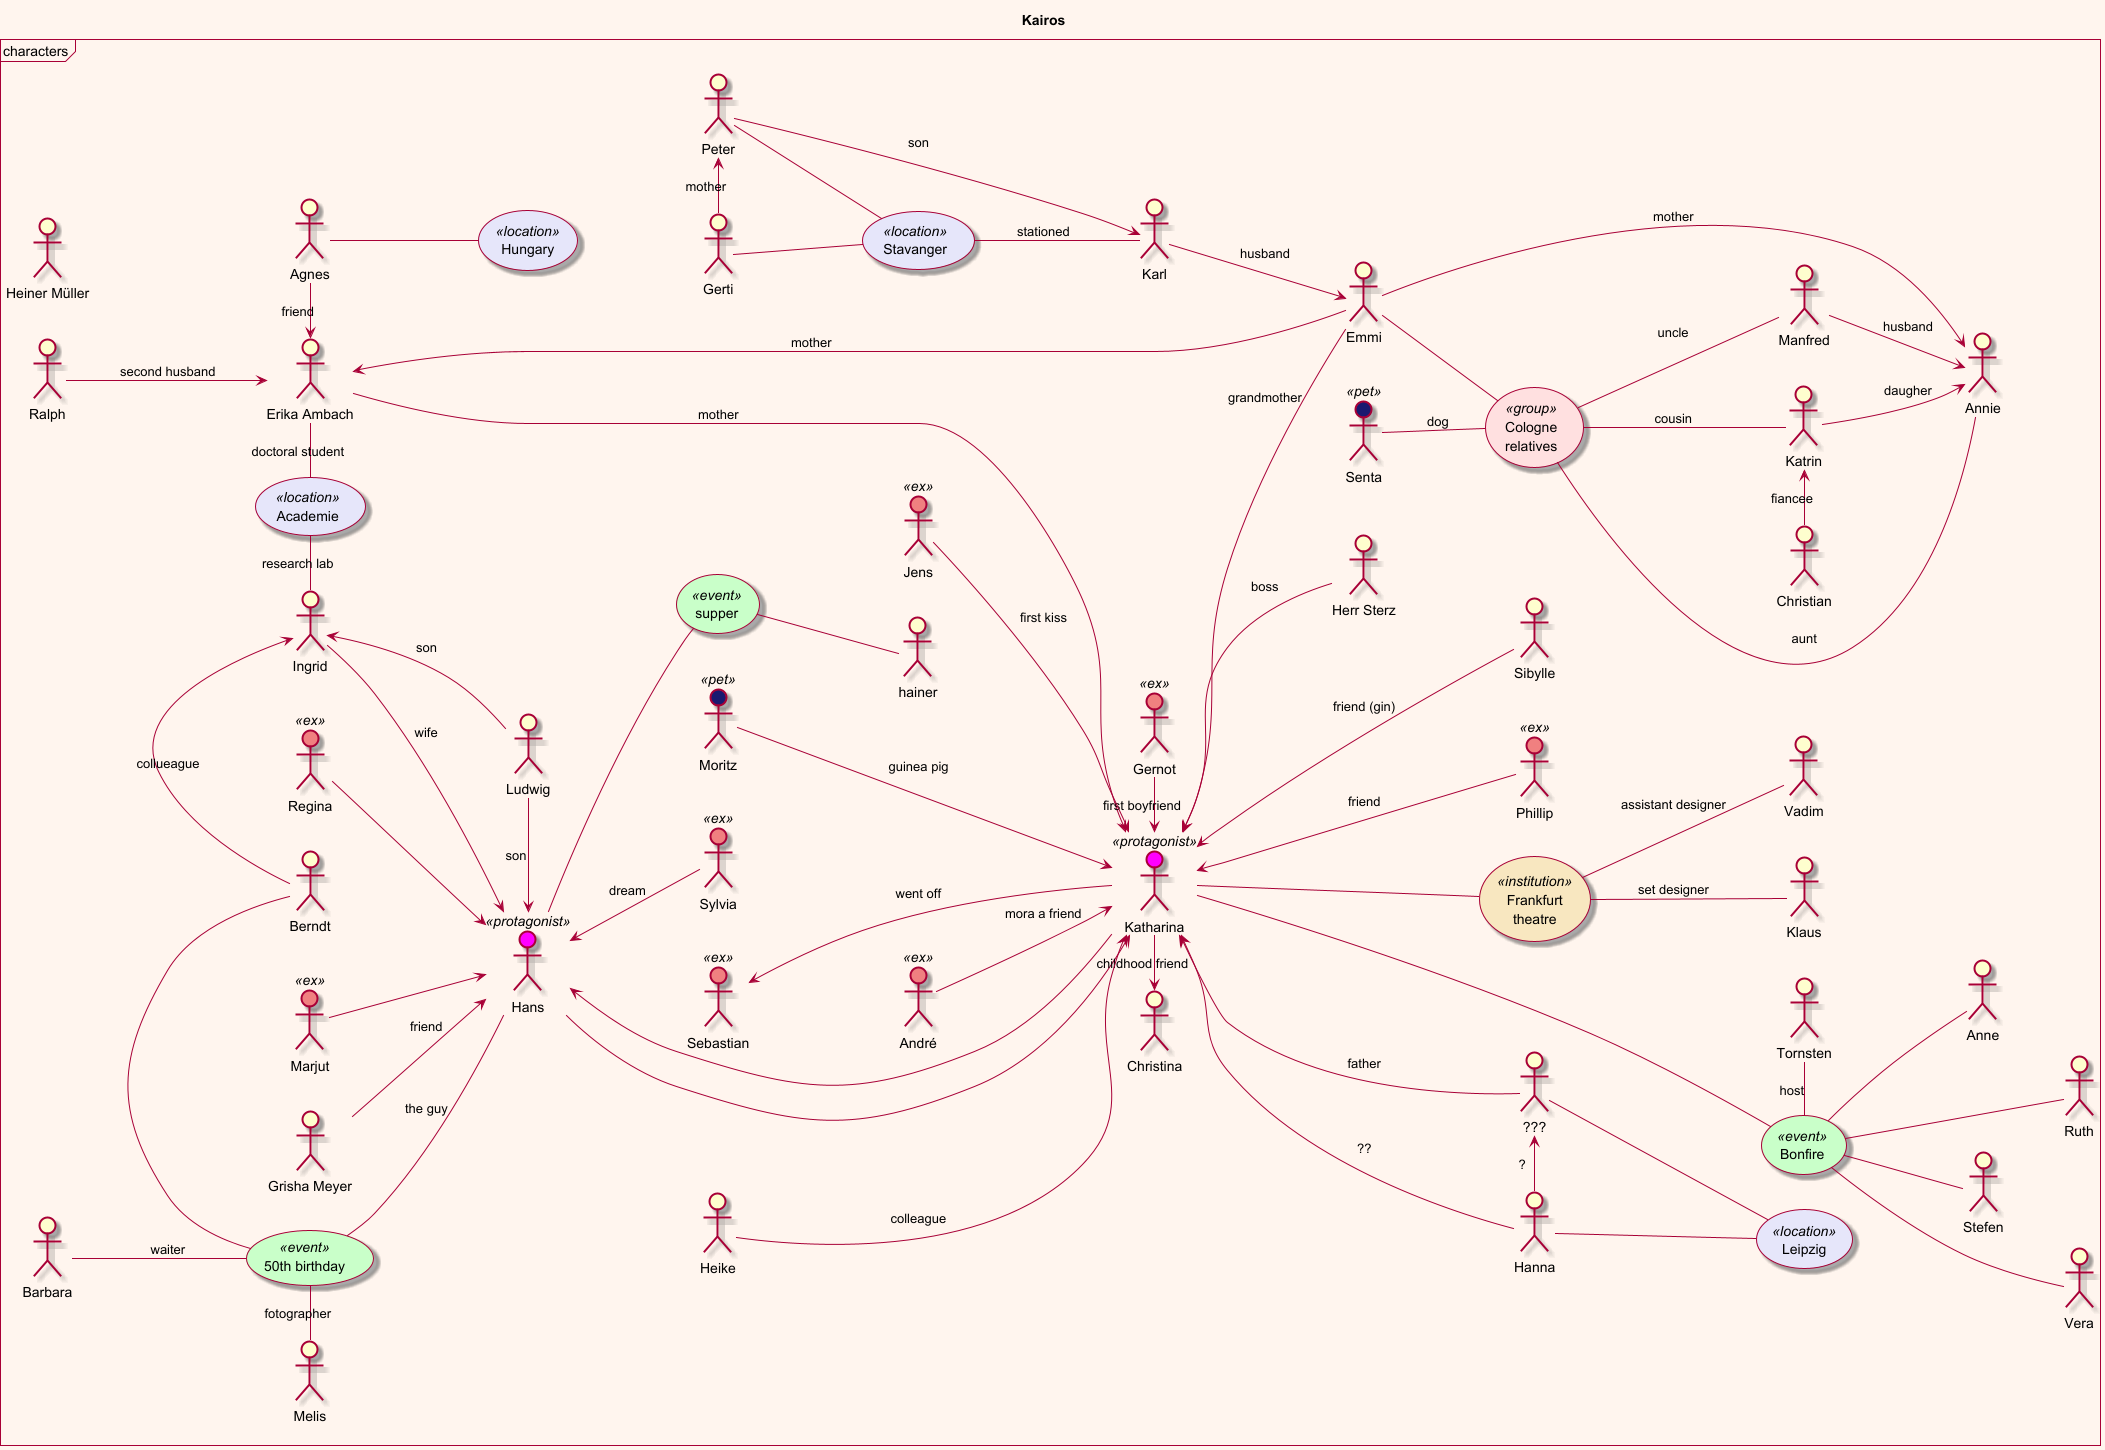 Kairos
characters
Peter
son
mother
Gerti
«location»
Stavanger
stationed
Karl
husband
Agnes
«location»
Hungary
Heiner Müller
friend
Ralph
second husband
Erika Ambach
mother
mother
Emmi
mother
grandmother
uncle
Manfred
husband
Annie
«pet»
Senta
dog
«group»
Cologne
relatives
cousin
Katrin
daugher
fiancee
Christian
aunt
doctoral student
«location»
Academie
research lab
Ingrid
son
wife
collueague
«ex»
Regina
Ludwig
son
Berndt
«protagonist»
Hans
«ex»
Marjut
friend
Grisha Meyer
the guy
Barbara
waiter
«event»
50th birthday
fotographer
Melis
«event»
supper
hainer
«ex»
Jens
first kiss
«pet»
Moritz
guinea pig
«ex»
Sylvia
dream
went off
«ex»
Sebastian
mora a friend
«ex»
André
Heike
colleague
«ex»
Gernot
first boyfriend
«protagonist»
Katharina
childhood friend
Christina
boss
Herr Sterz
friend (gin)
Sibylle
«ex»
Phillip
friend
«institution»
Frankfurt
theatre
assistant designer
Vadim
set designer
Klaus
father
???
??
?
Hanna
«location»
Leipzig
Tornsten
host
«event»
Bonfire
Anne
Ruth
Stefen
Vera